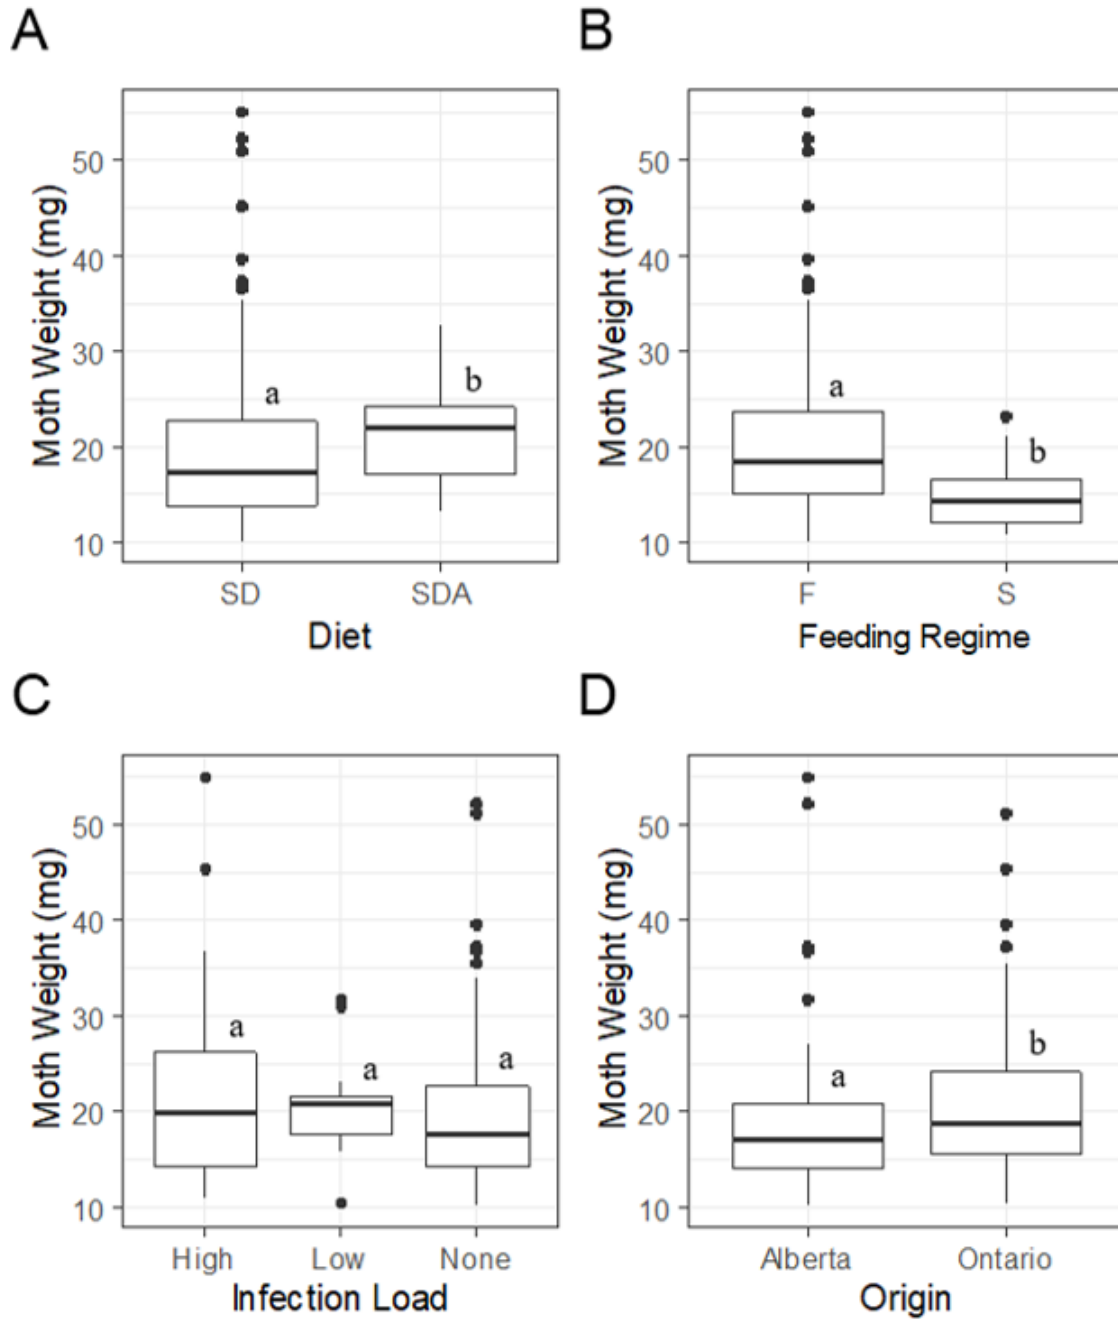 A
Moth Weight (mg)
50
40
30
20
10
a
b
SD SDA
Diet
B
Moth Weight (mg)
50
40
30
20
10
a
b
F S
Feeding Regime
C
Moth Weight (mg)
50
40
30
20
10
a
a
a
High Low None
Infection Load
D
Moth Weight (mg)
50
40
30
20
10
a
b
Alberta Ontario
Origin